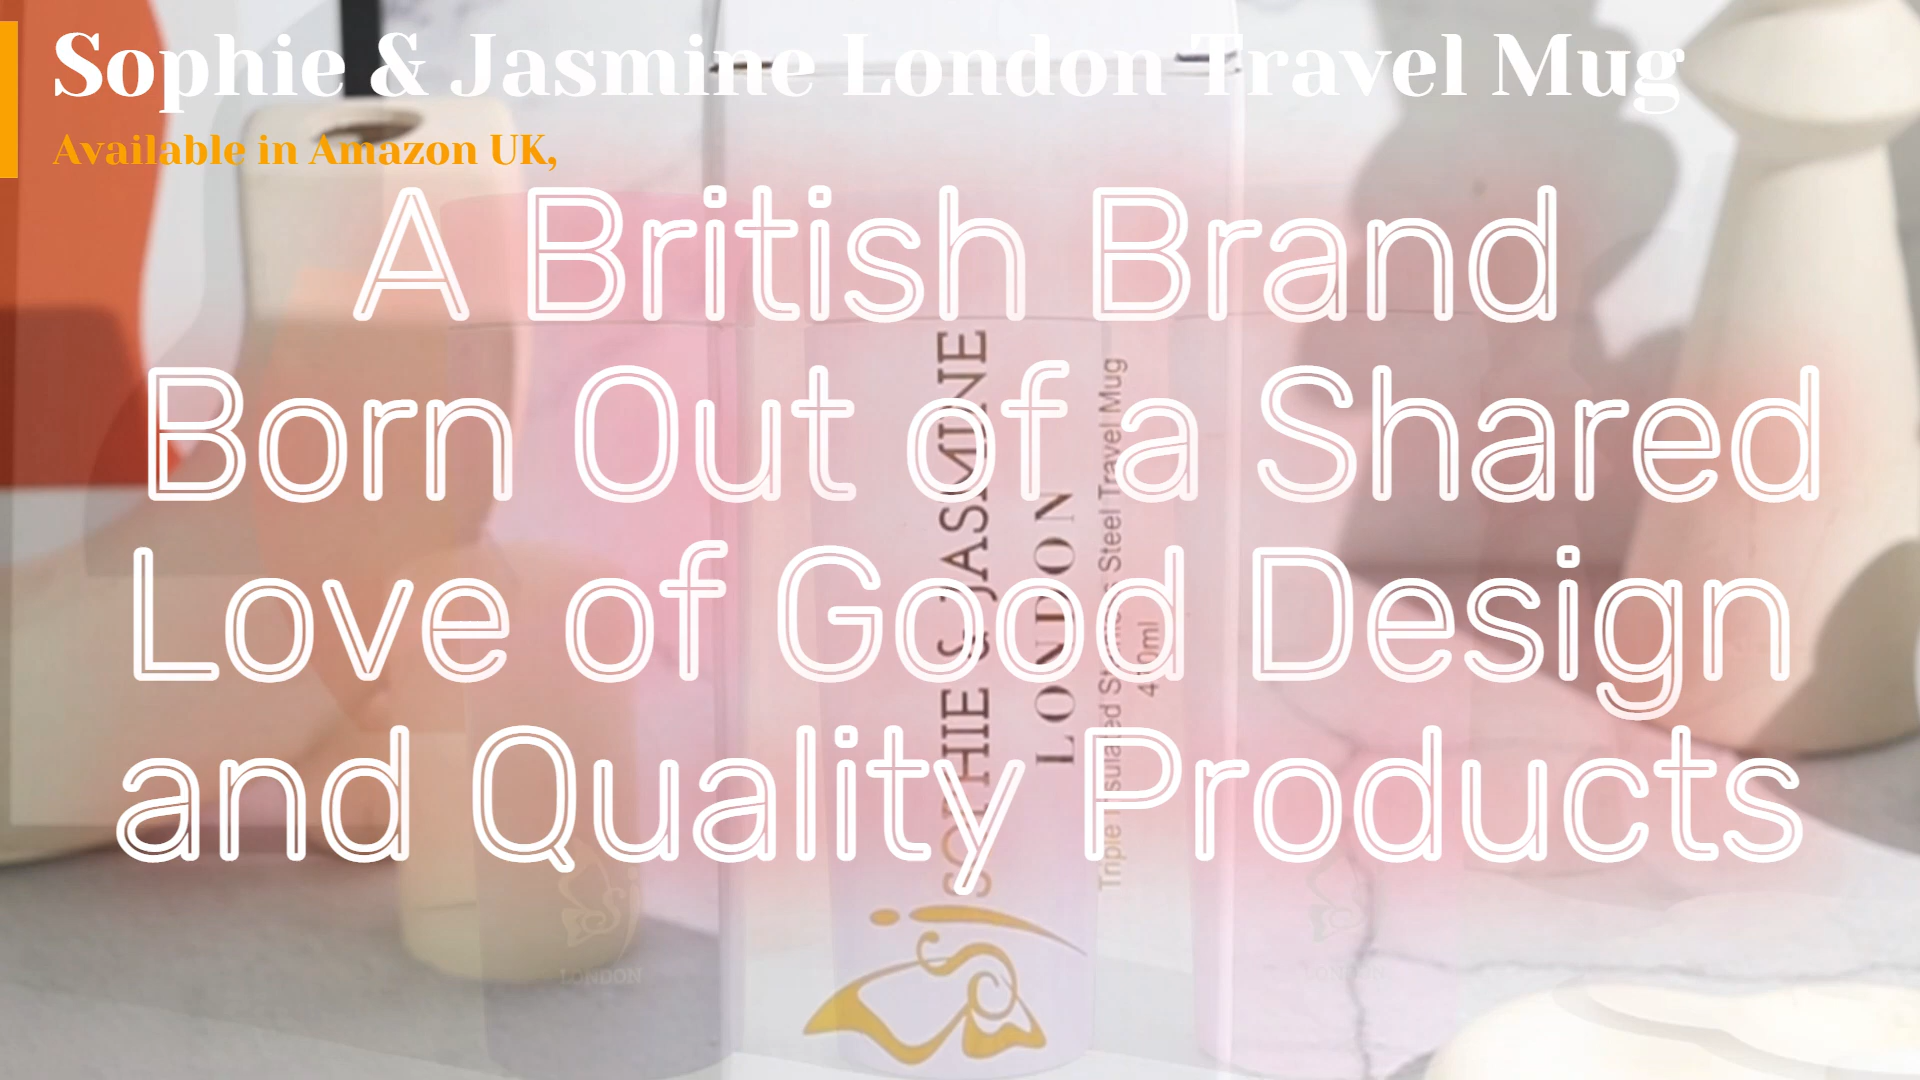 Sophie & Jasmine London Travel Mug
Available in Amazon UK,
A British Brand
Born Out of a Shared
Love of Good Design
and Quality Products
SOPHIE & JASMINE
LONDON
Triple Insulated Stainless Steel Travel Mug
LONDON
LONDON